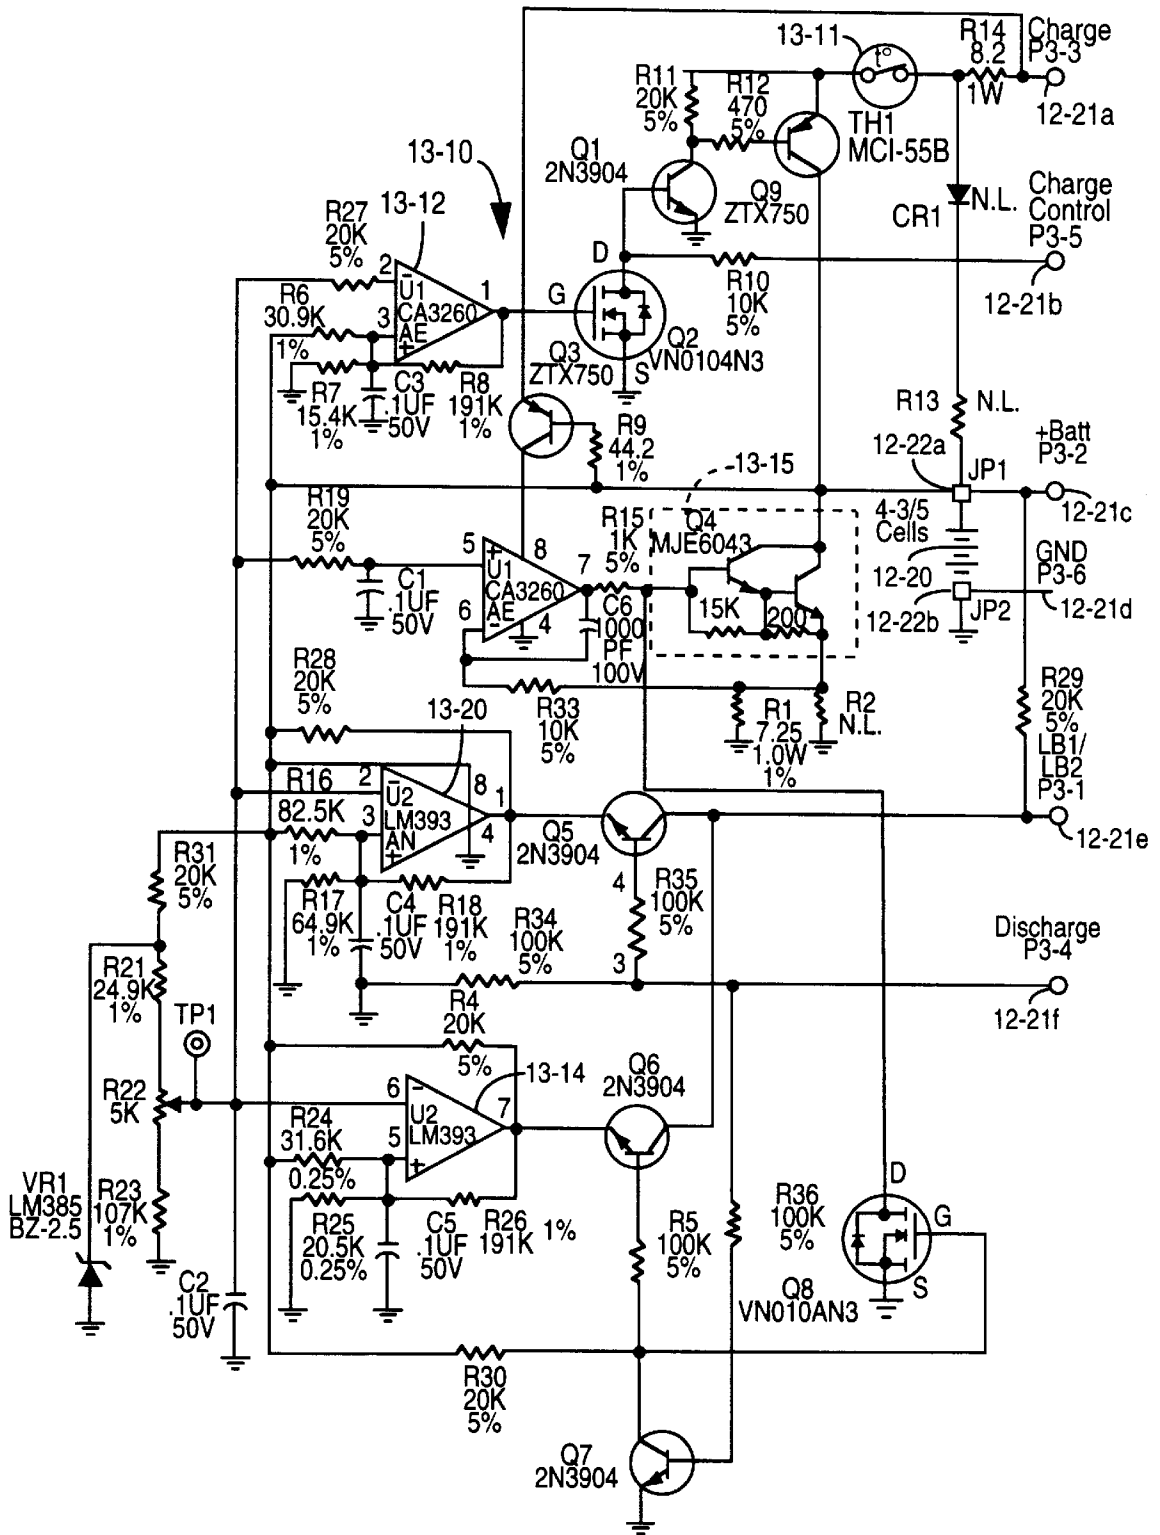 13-11
t°
R14
8.2
1W
Charge
P3-3
12-21a
R11
20K
5%
R12
470
5%
TH1
MCI-55B
13-10
Q1
2N3904
Q9
ZTX750
CR1
N.L.
Charge
Control
P3-5
12-21b
13-12
R27
20K
5%
2
-
U1
CA3260
AE
3
+
1
R6
30.9K
1%
R7
15.4K
1%
C3
.1UF
50V
R8
191K
1%
D
G
S
Q2
VN0104N3
R10
10K
5%
Q3
ZTX750
R9
44.2
1%
R13
N.L.
12-22a
JP1
+Batt
P3-2
12-21c
13-15
R19
20K
5%
C1
.1UF
50V
5
+
U1
CA3260
AE
6
-
8
7
4
R15
1K
5%
C6
1000
PF
100V
Q4
MJE6043
15K
200
4-3/5
Cells
12-20
12-22b
JP2
GND
P3-6
12-21d
R28
20K
5%
13-20
R33
10K
5%
R1
7.25
1.0W
1%
R2
N.L.
R29
20K
5%
LB1/
LB2
P3-1
12-21e
R16
82.5K
1%
2
-
U2
LM393
AN
3
+
8
1
4
Q5
2N3904
R31
20K
5%
R17
64.9K
1%
C4
.1UF
50V
R18
191K
1%
R34
100K
5%
4
R35
100K
5%
3
Discharge
P3-4
12-21f
R21
24.9K
1%
TP1
R4
20K
5%
13-14
Q6
2N3904
R22
5K
6
-
U2
LM393
5
+
7
R24
31.6K
0.25%
VR1
LM385
BZ-2.5
R23
107K
1%
R25
20.5K
0.25%
C5
.1UF
50V
R26
191K
1%
R5
100K
5%
R36
100K
5%
D
G
S
Q8
VN010AN3
C2
.1UF
50V
R30
20K
5%
Q7
2N3904